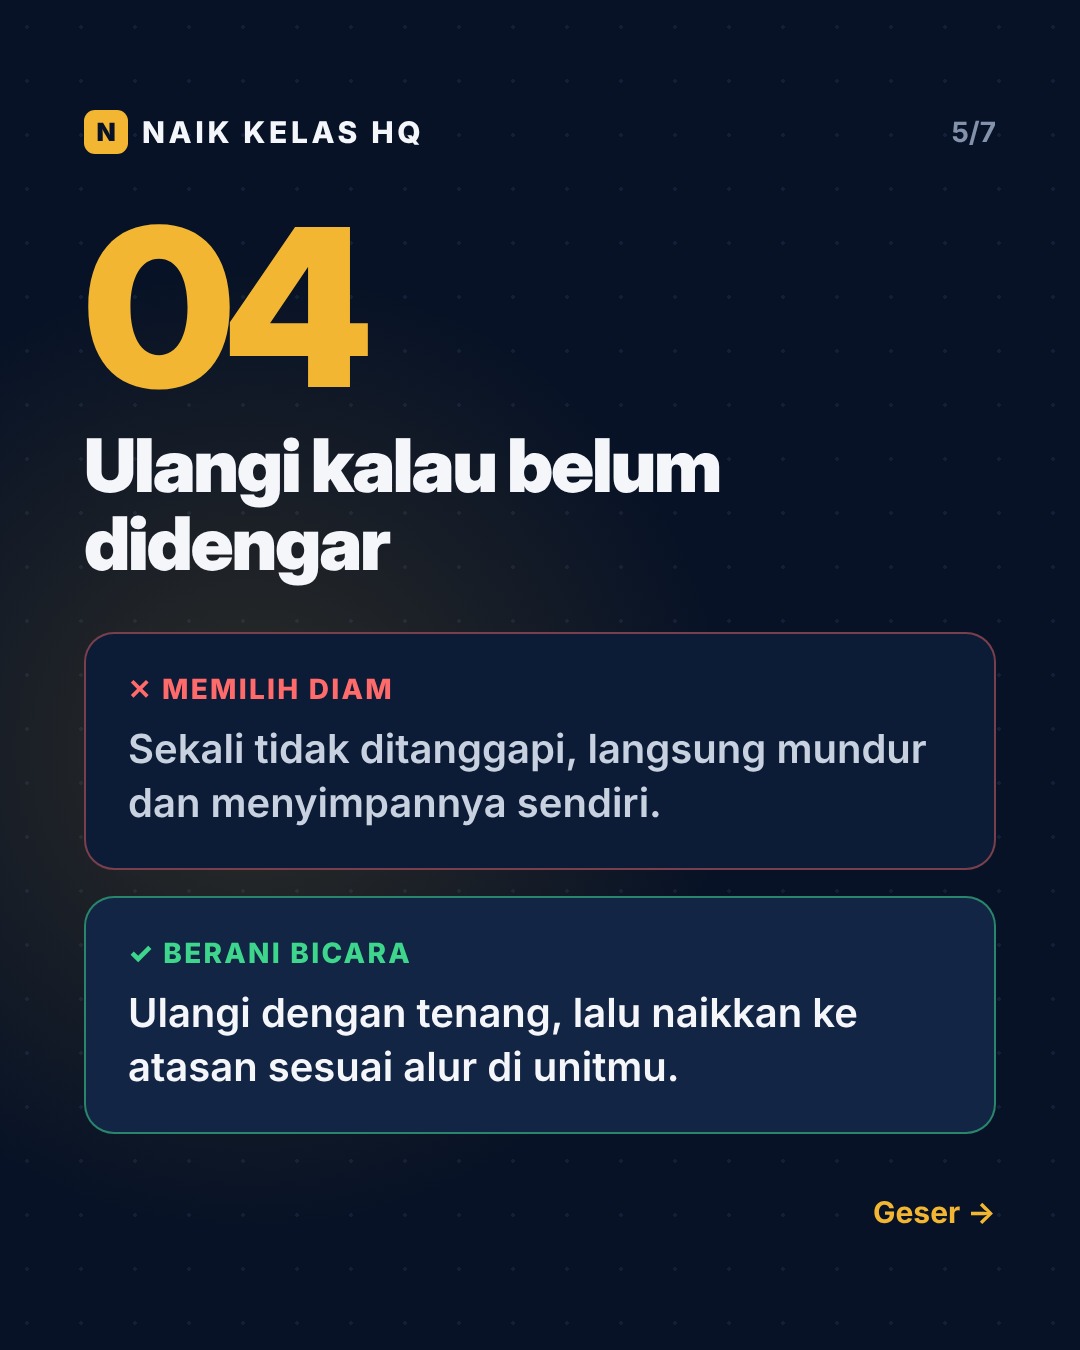 N NAIK KELAS HQ
5/7
04
Ulangi kalau belum
didengar
✕ MEMILIH DIAM
Sekali tidak ditanggapi, langsung mundur
dan menyimpannya sendiri.
✓ BERANI BICARA
Ulangi dengan tenang, lalu naikkan ke
atasan sesuai alur di unitmu.
Geser →